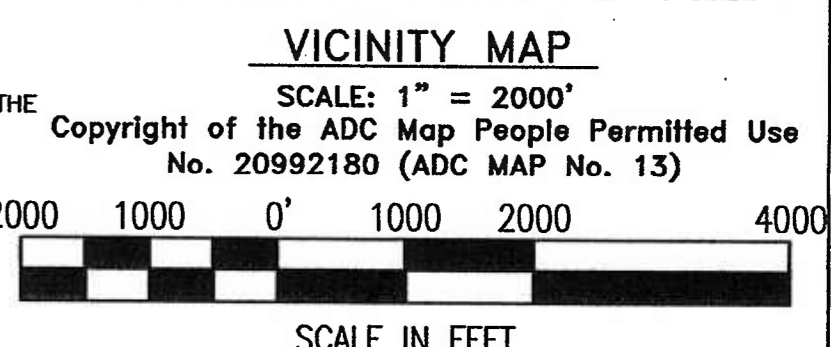 VICINITY MAP
THE
SCALE: 1" = 2000'
Copyright of the ADC Map People Permitted Use
No. 20992180 (ADC MAP No. 13)
2000 1000 0' 1000 2000 4000
SCALE IN FEET